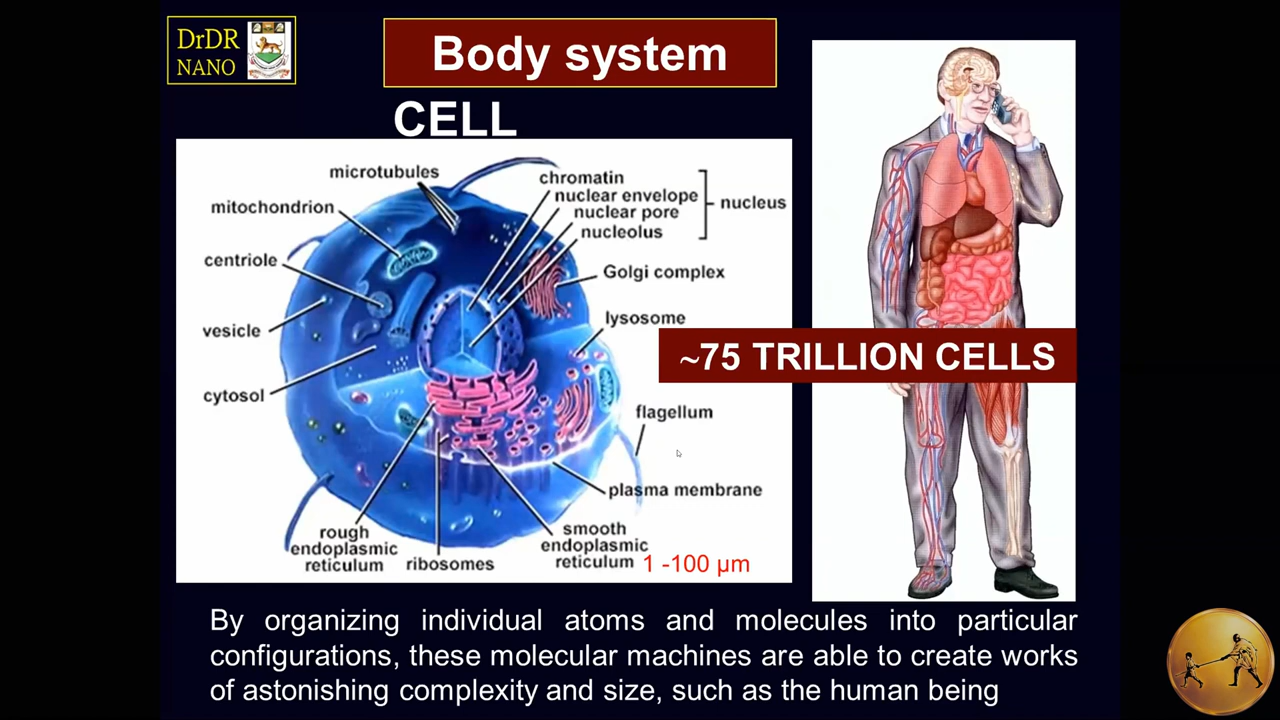 DrDR
NANO
Body system
CELL
microtubules
mitochondrion
centriole
vesicle
cytosol
chromatin
nuclear envelope
nuclear pore
nucleolus
nucleus
Golgi complex
lysosome
~75 TRILLION CELLS
flagellum
plasma membrane
rough
endoplasmic
reticulum
ribosomes
smooth
endoplasmic
reticulum
1 -100 μm
By organizing individual atoms and molecules into particular
configurations, these molecular machines are able to create works
of astonishing complexity and size, such as the human being